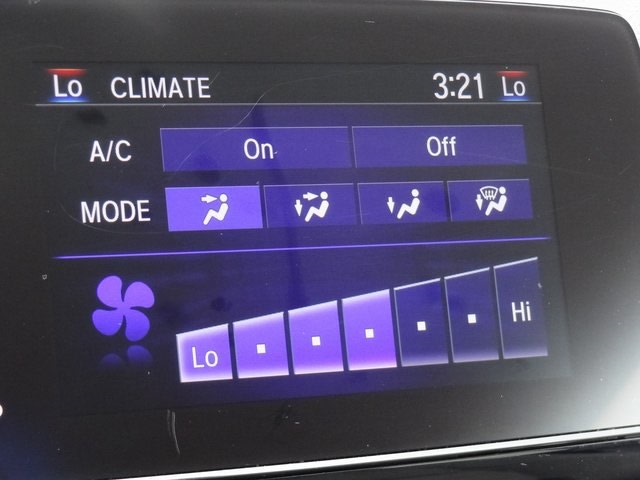 Lo CLIMATE 3:21 Lo
A/C On Off
MODE
Lo Hi